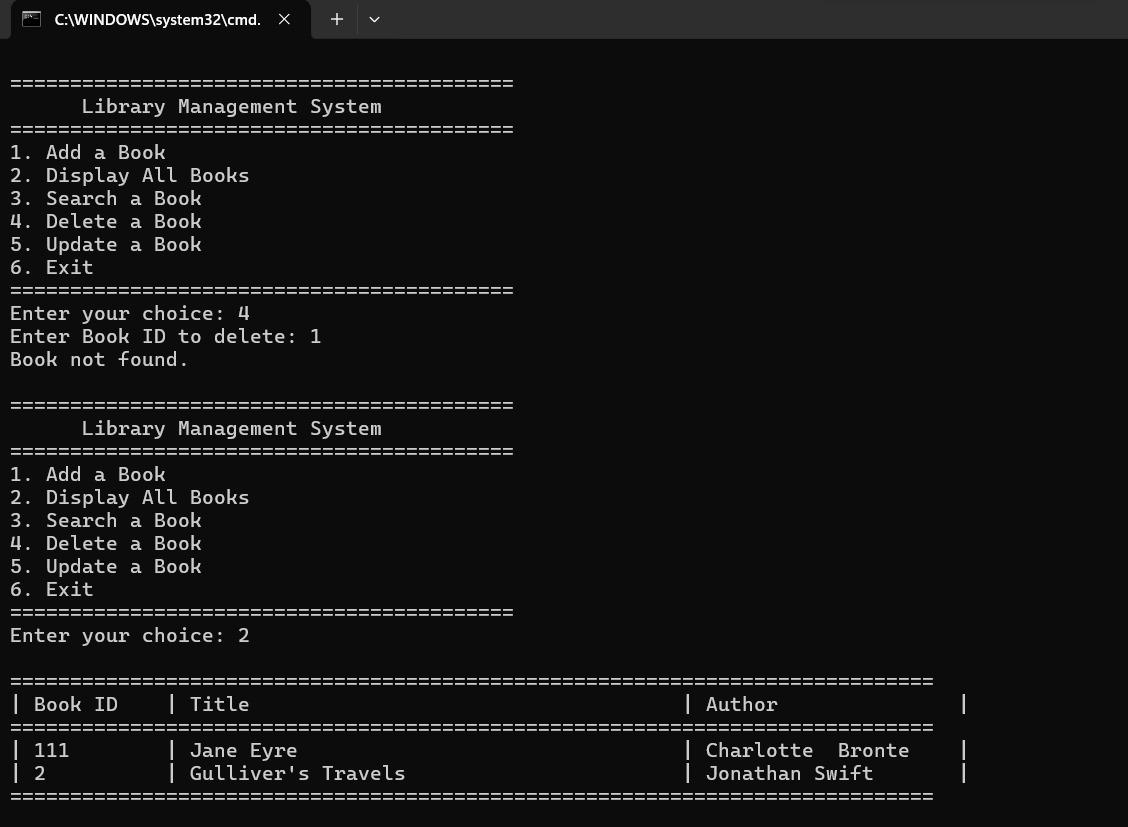 C:\WINDOWS\system32\cmd.
==========================================
      Library Management System
==========================================
1. Add a Book
2. Display All Books
3. Search a Book
4. Delete a Book
5. Update a Book
6. Exit
==========================================
Enter your choice: 4
Enter Book ID to delete: 1
Book not found.
==========================================
      Library Management System
==========================================
1. Add a Book
2. Display All Books
3. Search a Book
4. Delete a Book
5. Update a Book
6. Exit
==========================================
Enter your choice: 2
=============================================================================
| Book ID    | Title                                    | Author               |
=============================================================================
| 111        | Jane Eyre                                | Charlotte  Bronte    |
| 2          | Gulliver's Travels                       | Jonathan Swift       |
=============================================================================